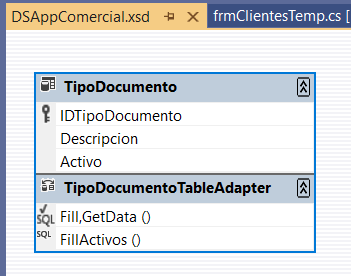 DSAppComercial.xsd frmClientesTemp.cs [
TipoDocumento
IDTipoDocumento
Descripcion
Activo
TipoDocumentoTableAdapter
SQL Fill,GetData ()
SQL FillActivos ()